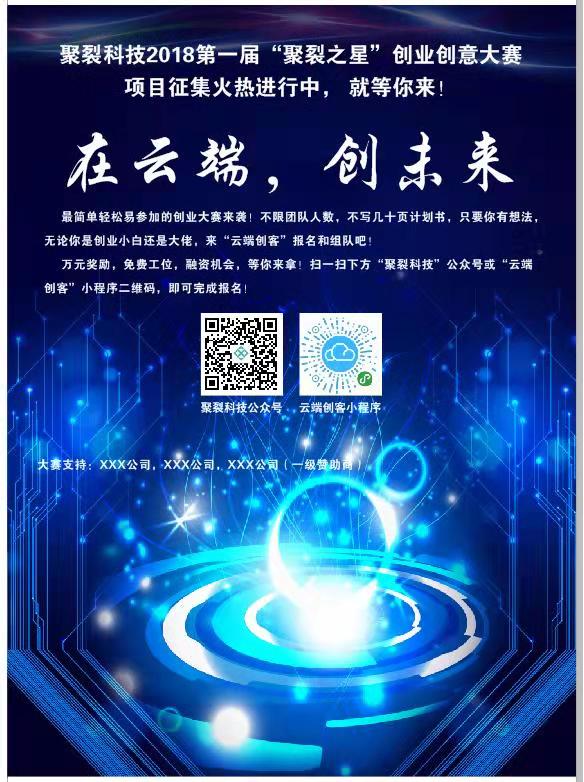 聚裂科技2018第一届“聚裂之星”创业创意大赛
项目征集火热进行中， 就等你来！
在云端，创未来
最简单轻松易参加的创业大赛来袭！不限团队人数，不写几十页计划书，只要你有想法，
无论你是创业小白还是大佬，来“云端创客”报名和组队吧！
万元奖励，免费工位，融资机会，等你来拿！扫一扫下方“聚裂科技”公众号或“云端
创客”小程序二维码，即可完成报名！
聚裂科技公众号 云端创客小程序
大赛支持：XXX公司，XXX公司，XXX公司（一级赞助商）